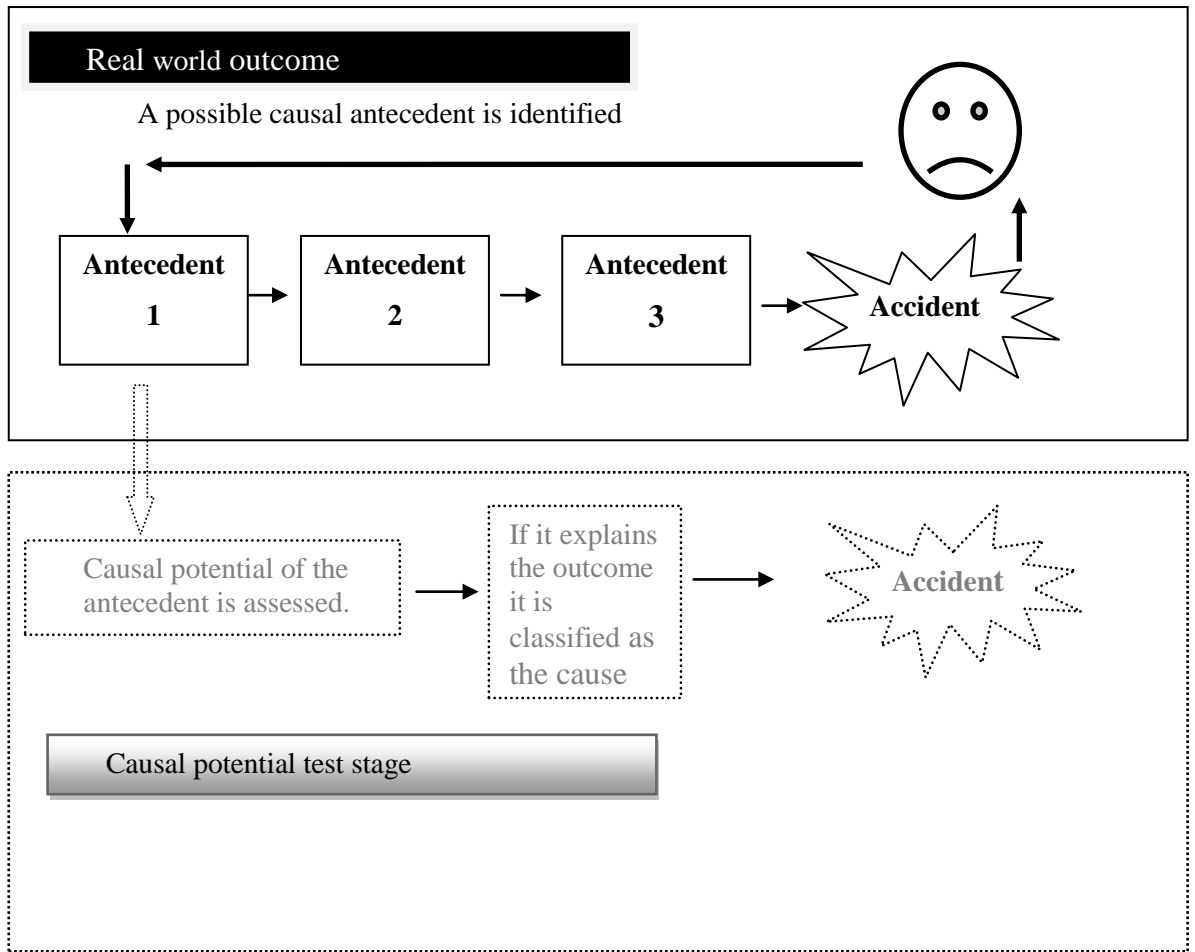 Real world outcome
A possible causal antecedent is identified
Antecedent
1
Antecedent
2
Antecedent
3
Accident
Causal potential of the
antecedent is assessed.
If it explains
the outcome
it is
classified as
the cause
Accident
Causal potential test stage